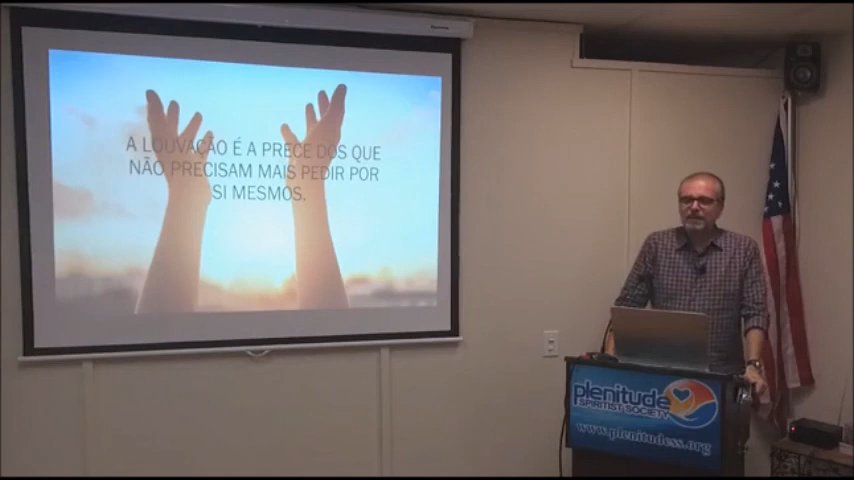 A LOUVAÇÃO É A PRECE DOS QUE
NÃO PRECISAM MAIS PEDIR POR
SI MESMOS.
plenitude
SPIRITIST SOCIETY
www.plenitudess.org